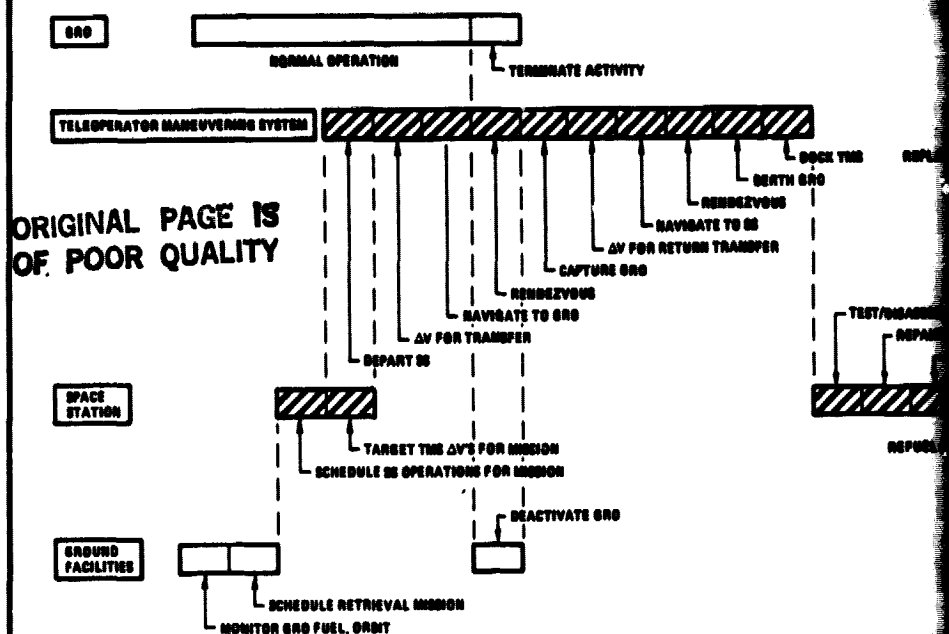 GRO
NORMAL OPERATION
TERMINATE ACTIVITY
TELEOPERATOR MANEUVERING SYSTEM
DOCK TMS
BERTH GRO
RENDEZVOUS
NAVIGATE TO SS
ΔV FOR RETURN TRANSFER
CAPTURE GRO
RENDEZVOUS
NAVIGATE TO GRO
ΔV FOR TRANSFER
DEPART SS
ORIGINAL PAGE IS
OF POOR QUALITY
SPACE
STATION
TARGET TMS ΔV'S FOR MISSION
SCHEDULE SS OPERATIONS FOR MISSION
DEACTIVATE GRO
GROUND
FACILITIES
SCHEDULE RETRIEVAL MISSION
MONITOR GRO FUEL, ORBIT